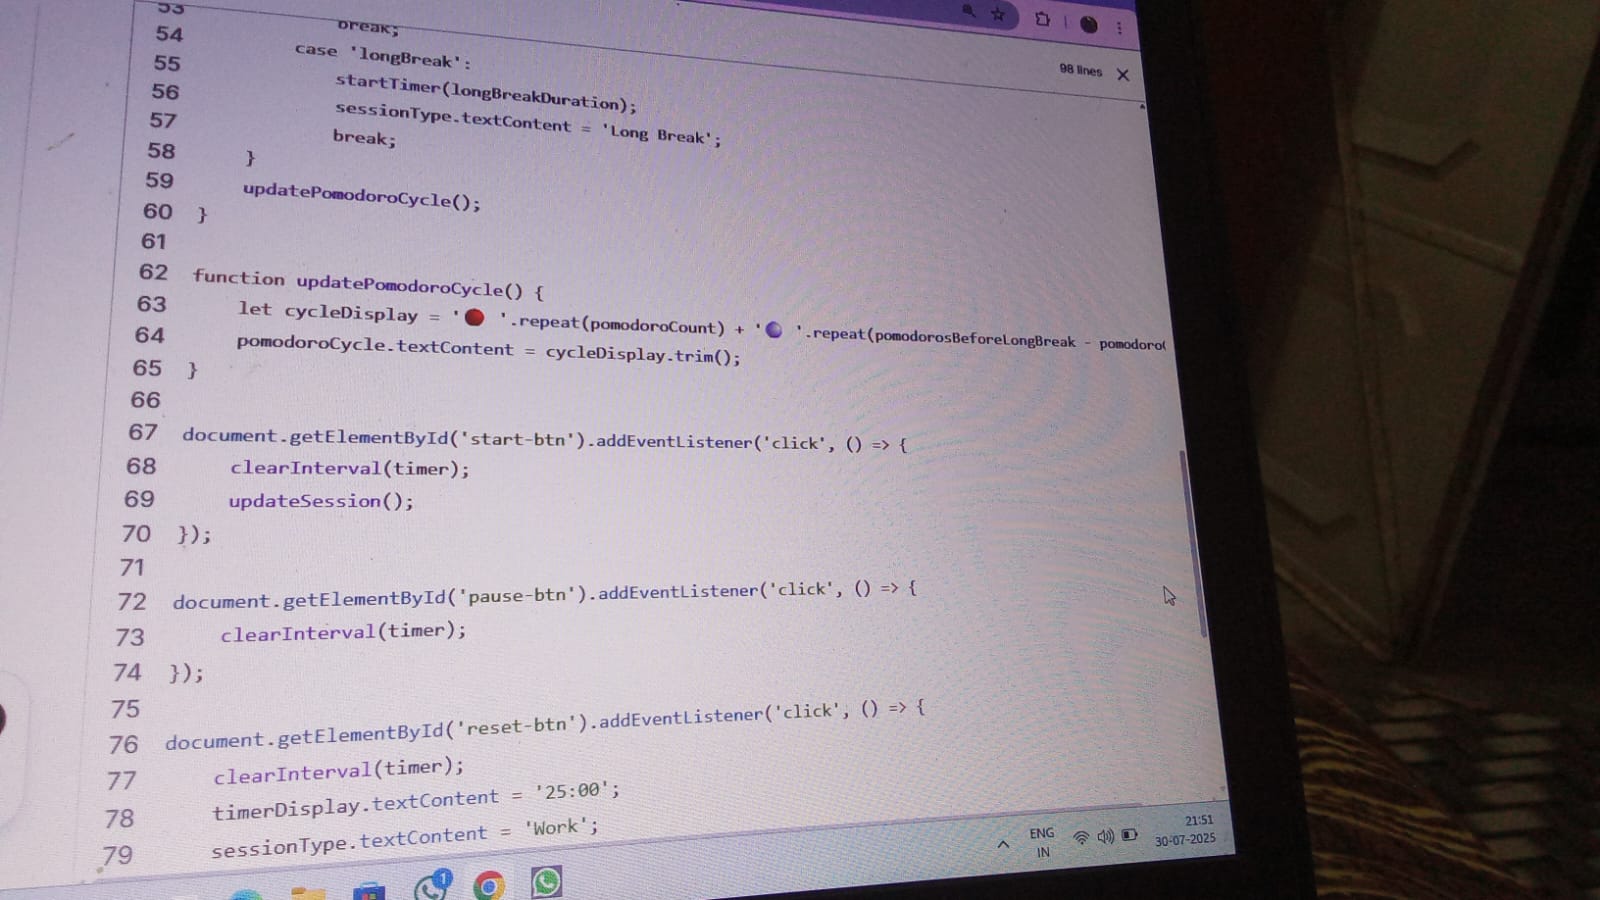 98 lines
53 break;
54 case 'longBreak':
55 startTimer(longBreakDuration);
56 sessionType.textContent = 'Long Break';
57 break;
58 }
59 updatePomodoroCycle();
60 }
61
62 function updatePomodoroCycle() {
63 let cycleDisplay = '🔴 '.repeat(pomodoroCount) + '⚪ '.repeat(pomodorosBeforeLongBreak - pomodoro
64 pomodoroCycle.textContent = cycleDisplay.trim();
65 }
66
67 document.getElementById('start-btn').addEventListener('click', () => {
68 clearInterval(timer);
69 updateSession();
70 });
71
72 document.getElementById('pause-btn').addEventListener('click', () => {
73 clearInterval(timer);
74 });
75
76 document.getElementById('reset-btn').addEventListener('click', () => {
77 clearInterval(timer);
78 timerDisplay.textContent = '25:00';
79 sessionType.textContent = 'Work';
ENG
IN
21:51
30-07-2025
1